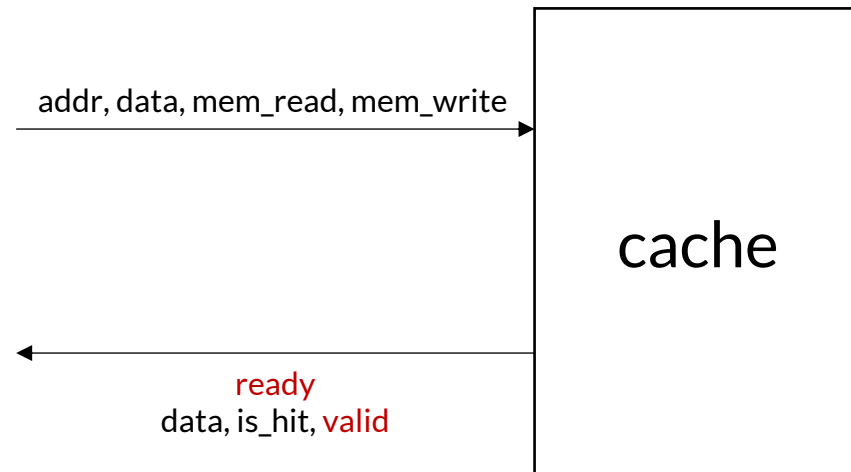 addr, data, mem_read, mem_write
cache
ready
data, is_hit, valid